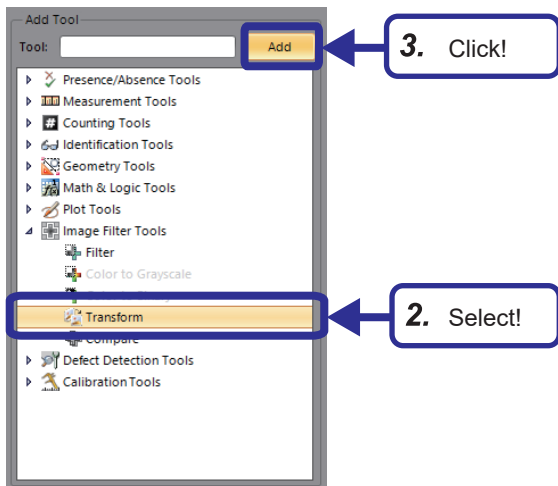 Add Tool
Tool:
Add
3. Click!
Presence/Absence Tools
Measurement Tools
Counting Tools
Identification Tools
Geometry Tools
Math & Logic Tools
Plot Tools
Image Filter Tools
Filter
Color to Grayscale
Transform
2. Select!
Compare
Defect Detection Tools
Calibration Tools